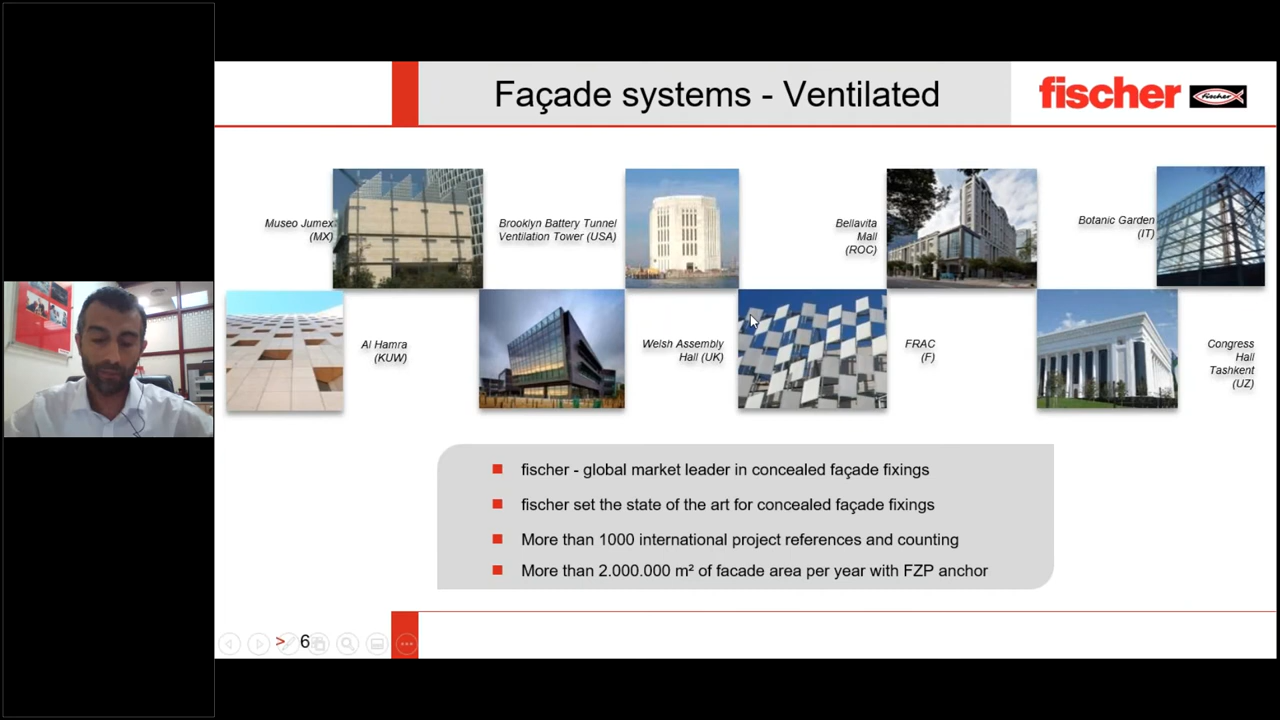 Façade systems - Ventilated
fischer
fischer
Museo Jumex
(MX)
Brooklyn Battery Tunnel
Ventilation Tower (USA)
Bellavita
Mall
(ROC)
Botanic Garden
(IT)
Al Hamra
(KUW)
Welsh Assembly
Hall (UK)
FRAC
(F)
Congress
Hall
Tashkent
(UZ)
fischer - global market leader in concealed façade fixings
fischer set the state of the art for concealed façade fixings
More than 1000 international project references and counting
More than 2.000.000 m² of facade area per year with FZP anchor
> 6